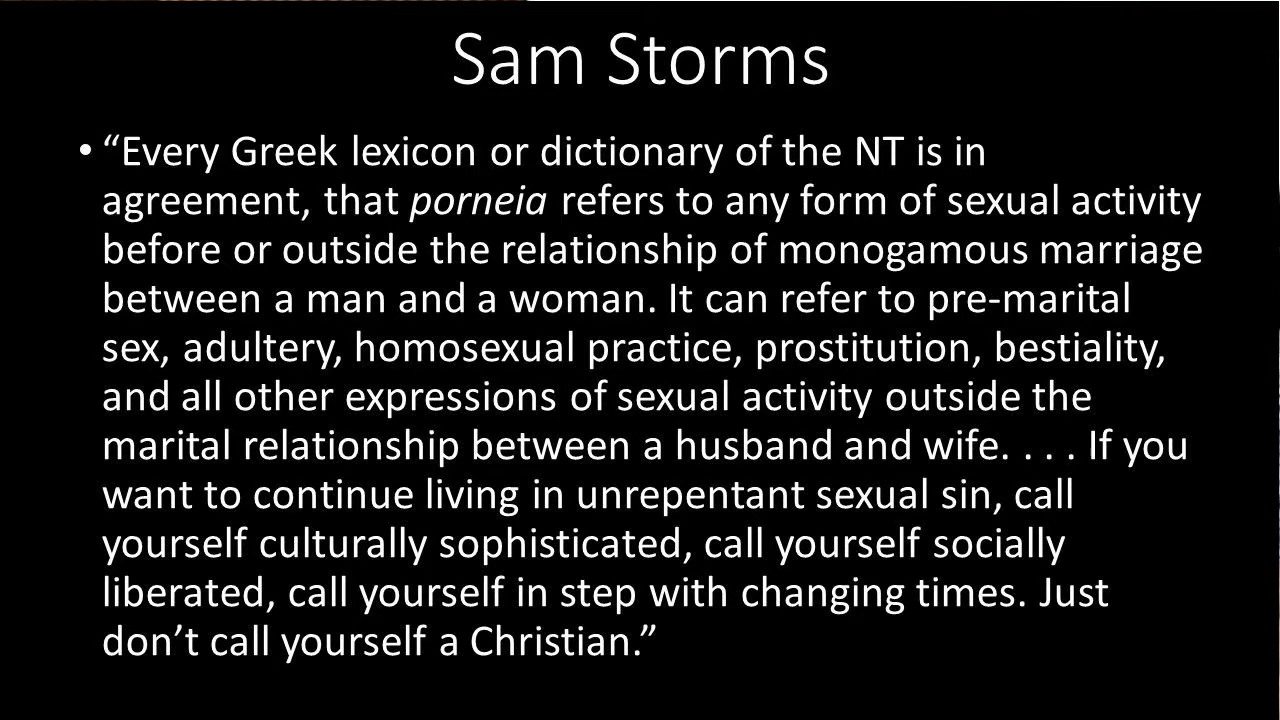 Sam Storms
• “Every Greek lexicon or dictionary of the NT is in
agreement, that porneia refers to any form of sexual activity
before or outside the relationship of monogamous marriage
between a man and a woman. It can refer to pre-marital
sex, adultery, homosexual practice, prostitution, bestiality,
and all other expressions of sexual activity outside the
marital relationship between a husband and wife. . . . If you
want to continue living in unrepentant sexual sin, call
yourself culturally sophisticated, call yourself socially
liberated, call yourself in step with changing times. Just
don’t call yourself a Christian.”